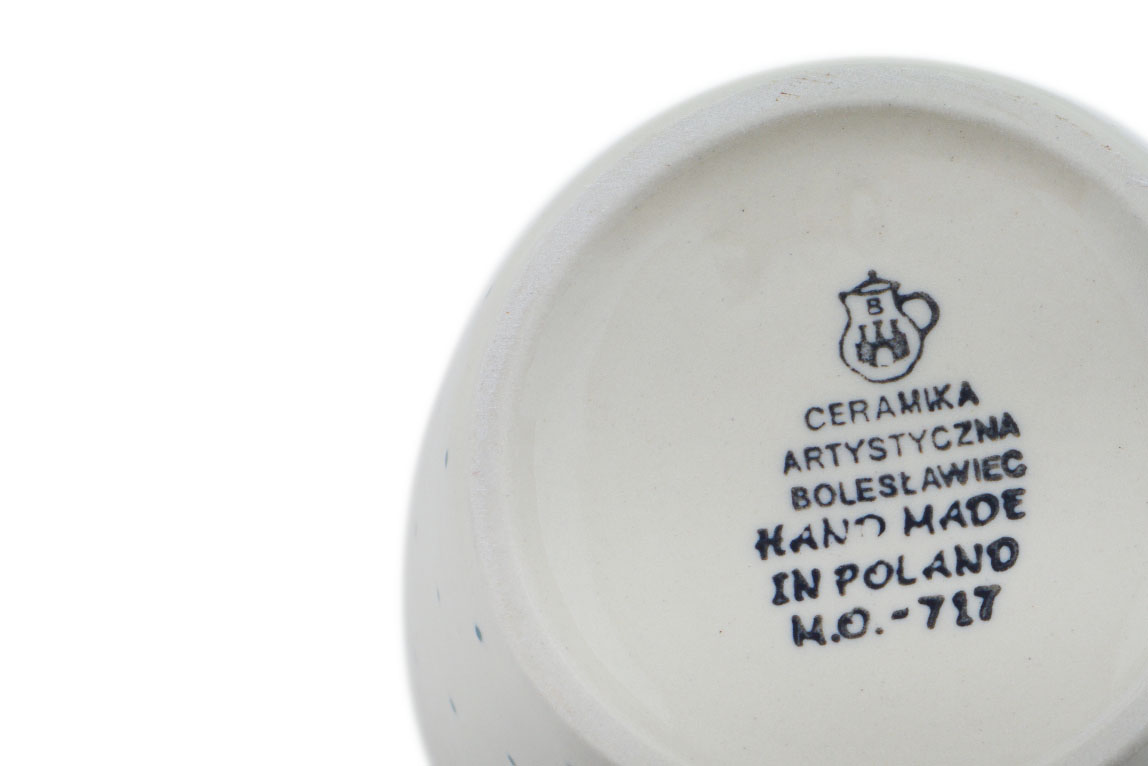 B
CERAMIKA
ARTYSTYCZNA
BOLESŁAWIEC
HAND MADE
IN POLAND
M.O.-717